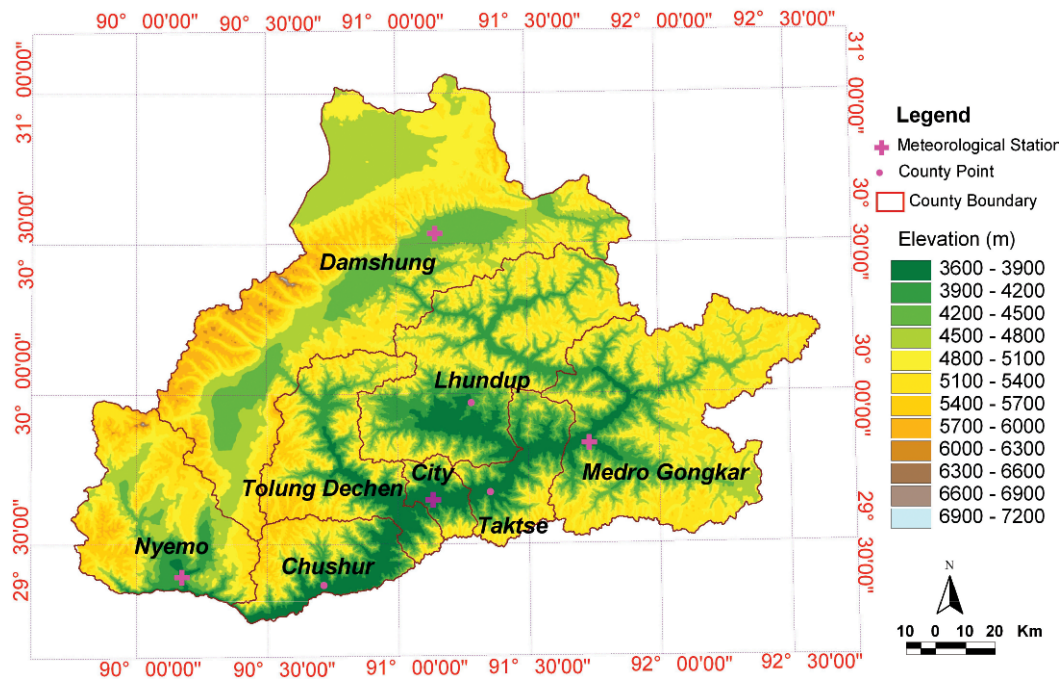 90° 00'00" 90° 30'00" 91° 00'00" 91° 30'00" 92° 00'00" 92° 30'00"
31° 00'00"
30° 30'00"
30° 00'00"
29° 30'00"
31° 00'00"
30° 30'00"
30° 00'00"
29° 30'00"
Damshung
Lhundup
City
Medro Gongkar
Tolung Dechen
Taktse
Nyemo
Chushur
90° 00'00" 90° 30'00" 91° 00'00" 91° 30'00" 92° 00'00" 92° 30'00"
Legend
Meteorological Station
County Point
County Boundary
Elevation (m)
3600 - 3900
3900 - 4200
4200 - 4500
4500 - 4800
4800 - 5100
5100 - 5400
5400 - 5700
5700 - 6000
6000 - 6300
6300 - 6600
6600 - 6900
6900 - 7200
N
10 0 10 20 Km